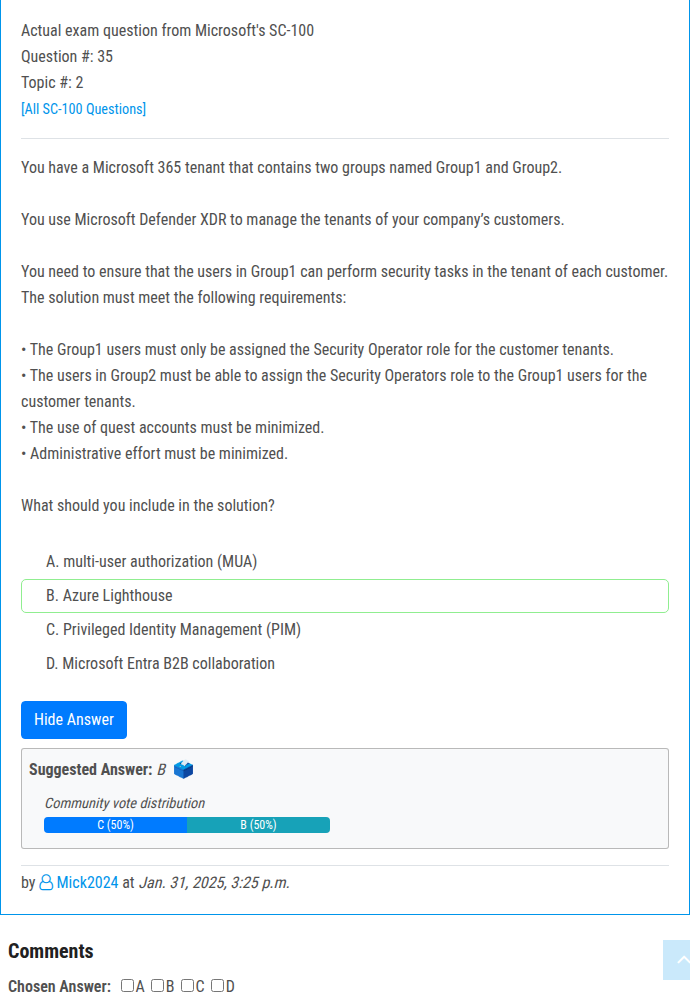 Actual exam question from Microsoft's SC-100
Question #: 35
Topic #: 2
[All SC-100 Questions]
You have a Microsoft 365 tenant that contains two groups named Group1 and Group2.
You use Microsoft Defender XDR to manage the tenants of your company's customers.
You need to ensure that the users in Group1 can perform security tasks in the tenant of each customer.
The solution must meet the following requirements:
• The Group1 users must only be assigned the Security Operator role for the customer tenants.
• The users in Group2 must be able to assign the Security Operators role to the Group1 users for the
customer tenants.
• The use of quest accounts must be minimized.
• Administrative effort must be minimized.
What should you include in the solution?
A. multi-user authorization (MUA)
B. Azure Lighthouse
C. Privileged Identity Management (PIM)
D. Microsoft Entra B2B collaboration
Hide Answer
Suggested Answer: B
Community vote distribution
C (50%) B (50%)
by Mick2024 at Jan. 31, 2025, 3:25 p.m.
Comments
Chosen Answer: A B C D